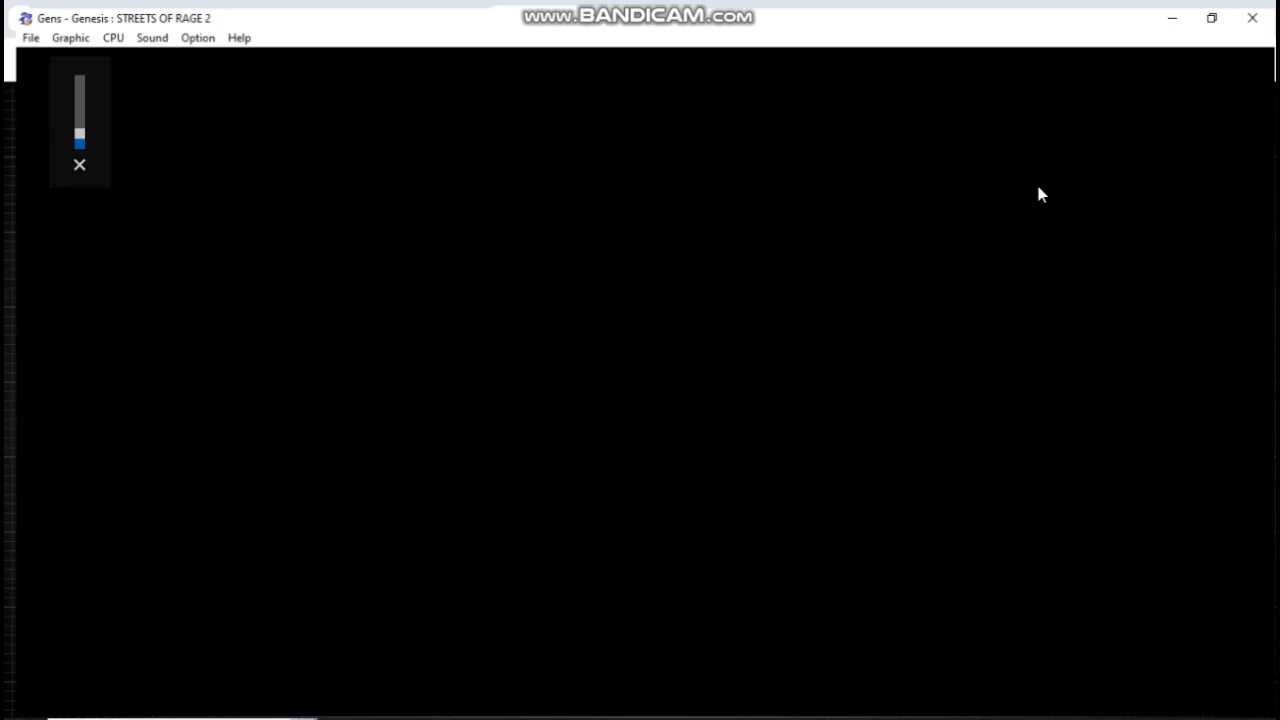 Gens - Genesis : STREETS OF RAGE 2
www.BANDICAM.com
File Graphic CPU Sound Option Help